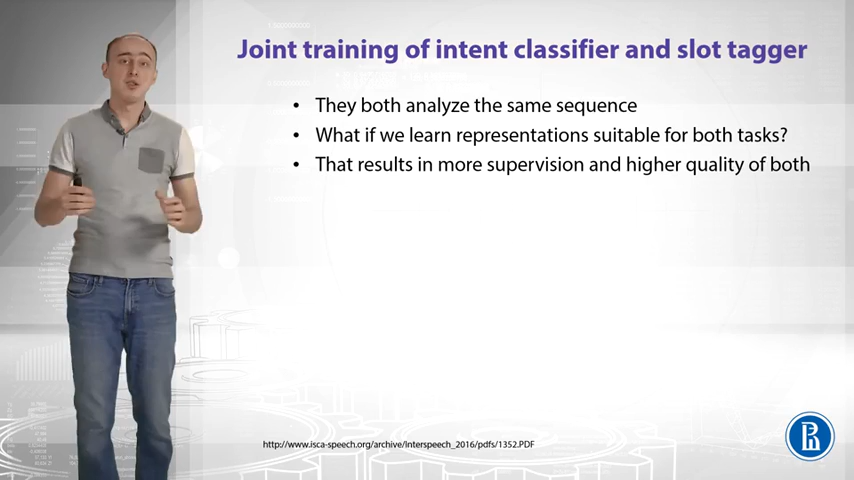 Joint training of intent classifier and slot tagger
• They both analyze the same sequence
• What if we learn representations suitable for both tasks?
• That results in more supervision and higher quality of both
http://www.isca-speech.org/archive/Interspeech_2016/pdfs/1352.PDF